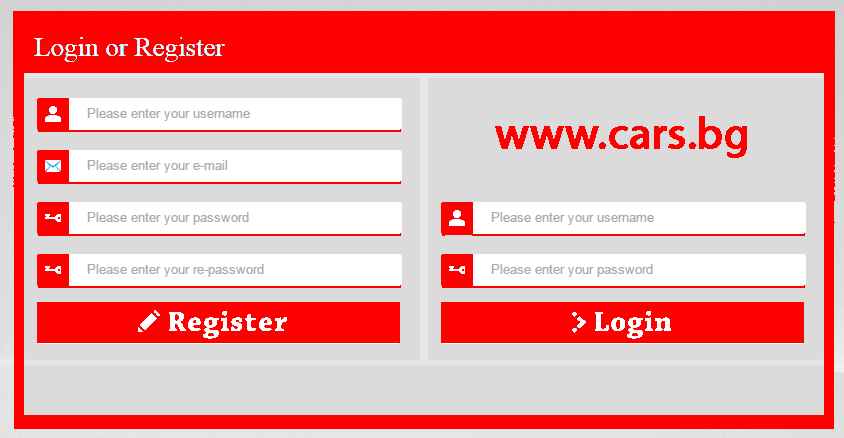 Login or Register
Please enter your username
Please enter your e-mail
Please enter your password
Please enter your re-password
Register
www.cars.bg
Please enter your username
Please enter your password
Login